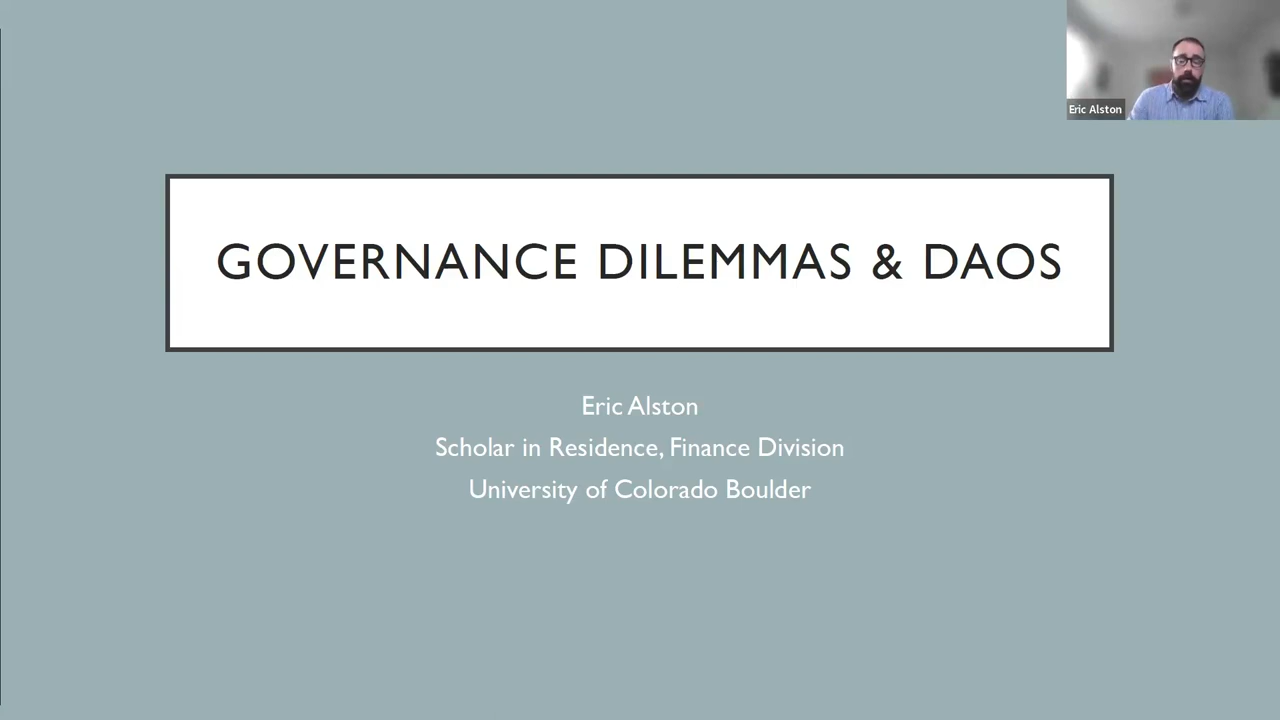 Eric Alston
GOVERNANCE DILEMMAS & DAOS
Eric Alston
Scholar in Residence, Finance Division
University of Colorado Boulder